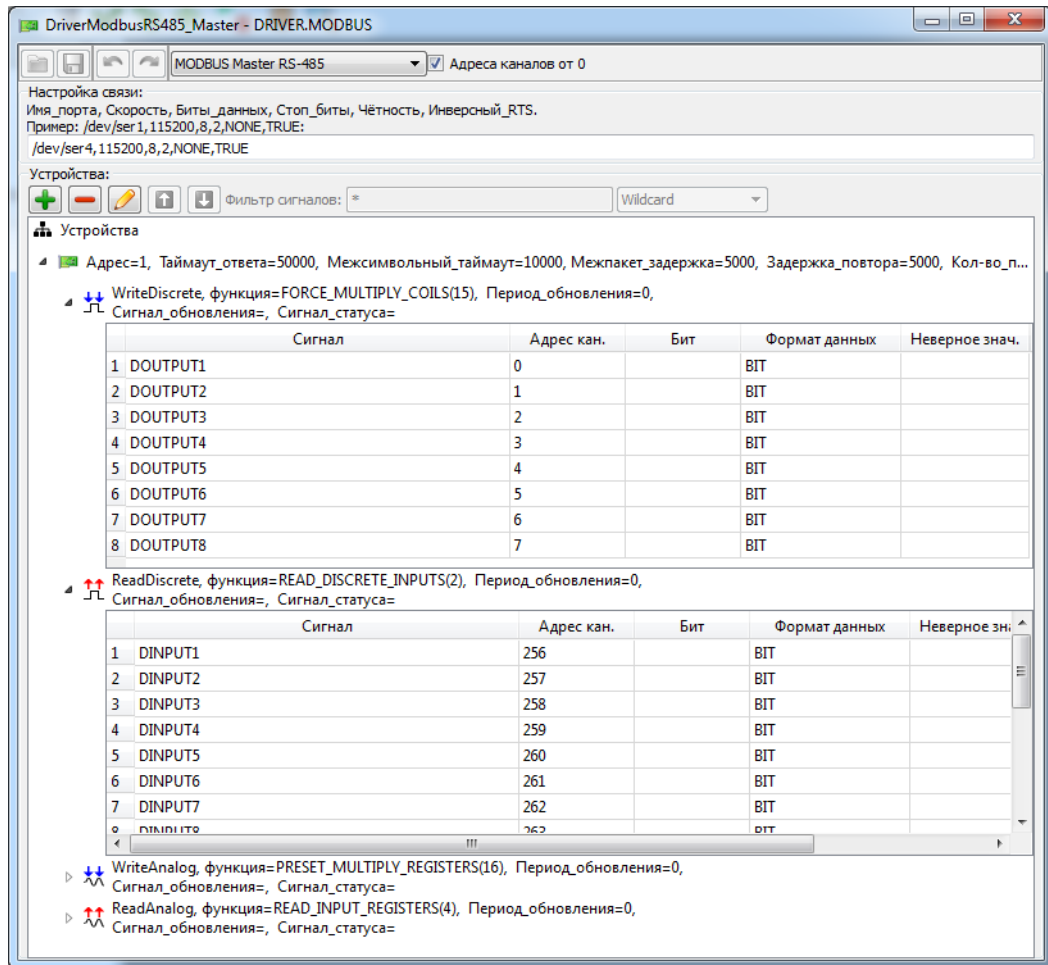 DriverModbusRS485_Master - DRIVER.MODBUS
MODBUS Master RS-485 Адреса каналов от 0
Настройка связи:
Имя_порта, Скорость, Биты_данных, Стоп_биты, Чётность, Инверсный_RTS.
Пример: /dev/ser1,115200,8,2,NONE,TRUE:
/dev/ser4,115200,8,2,NONE,TRUE
Устройства:
Фильтр сигналов: * Wildcard
Устройства
Адрес=1, Таймаут_ответа=50000, Межсимвольный_таймаут=10000, Межпакет_задержка=5000, Задержка_повтора=5000, Кол-во_п...
WriteDiscrete, функция=FORCE_MULTIPLY_COILS(15), Период_обновления=0,
Сигнал_обновления=, Сигнал_статуса=
Сигнал Адрес кан. Бит Формат данных Неверное знач.
1 DOUTPUT1 0 BIT
2 DOUTPUT2 1 BIT
3 DOUTPUT3 2 BIT
4 DOUTPUT4 3 BIT
5 DOUTPUT5 4 BIT
6 DOUTPUT6 5 BIT
7 DOUTPUT7 6 BIT
8 DOUTPUT8 7 BIT
ReadDiscrete, функция=READ_DISCRETE_INPUTS(2), Период_обновления=0,
Сигнал_обновления=, Сигнал_статуса=
Сигнал Адрес кан. Бит Формат данных Неверное зна
1 DINPUT1 256 BIT
2 DINPUT2 257 BIT
3 DINPUT3 258 BIT
4 DINPUT4 259 BIT
5 DINPUT5 260 BIT
6 DINPUT6 261 BIT
7 DINPUT7 262 BIT
8 DINPUT8 263 BIT
WriteAnalog, функция=PRESET_MULTIPLY_REGISTERS(16), Период_обновления=0,
Сигнал_обновления=, Сигнал_статуса=
ReadAnalog, функция=READ_INPUT_REGISTERS(4), Период_обновления=0,
Сигнал_обновления=, Сигнал_статуса=